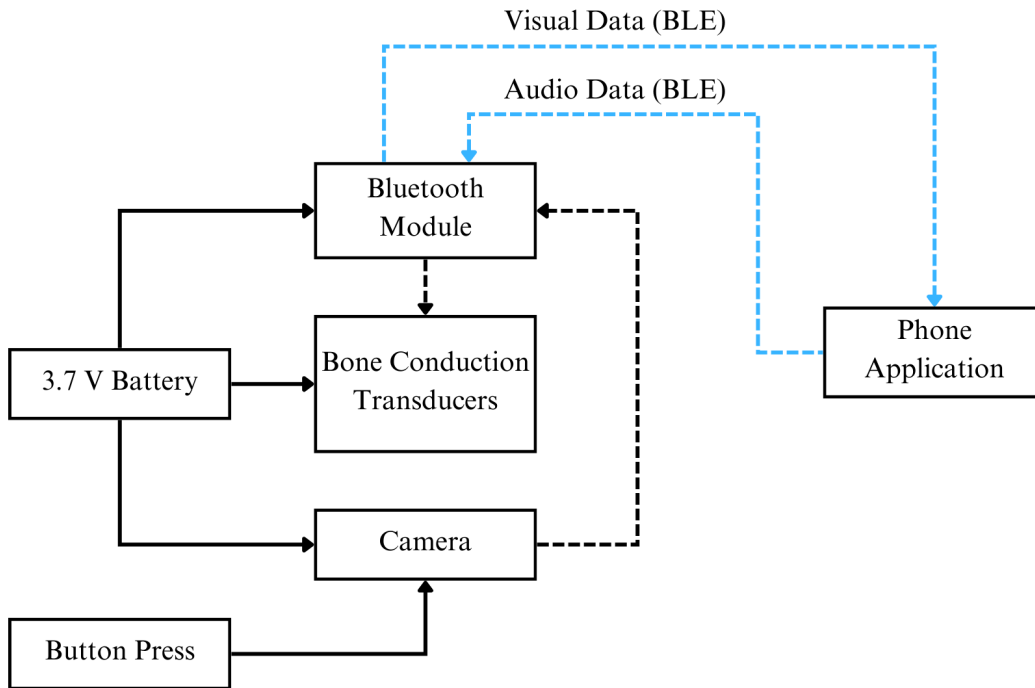 Visual Data (BLE)
Audio Data (BLE)
Bluetooth
Module
Bone Conduction
Transducers
3.7 V Battery
Phone
Application
Camera
Button Press